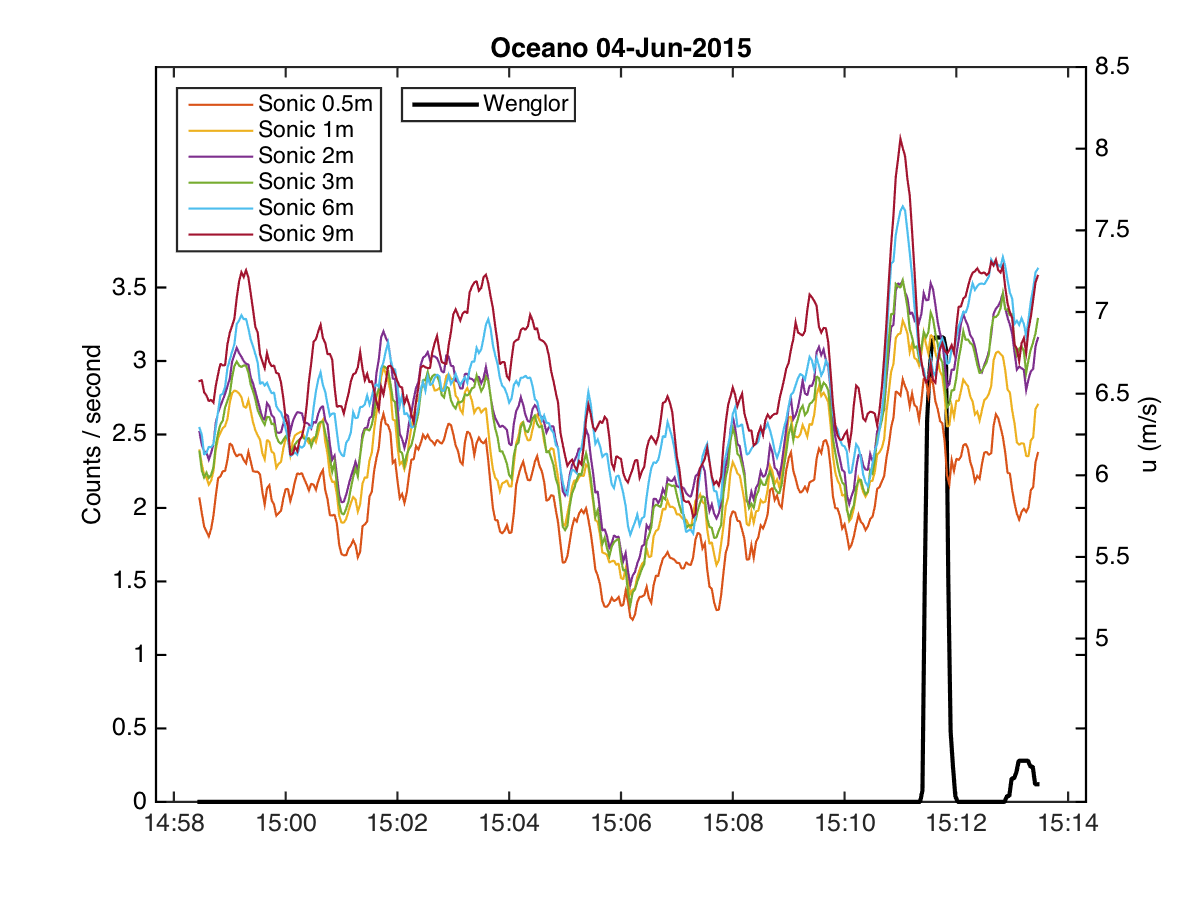 Oceano 04-Jun-2015
Sonic 0.5m
Sonic 1m
Sonic 2m
Sonic 3m
Sonic 6m
Sonic 9m
Wenglor
Counts / second
3.5
3
2.5
2
1.5
1
0.5
0
8.5
8
7.5
7
6.5
6
5.5
5
u (m/s)
14:58 15:00 15:02 15:04 15:06 15:08 15:10 15:12 15:14